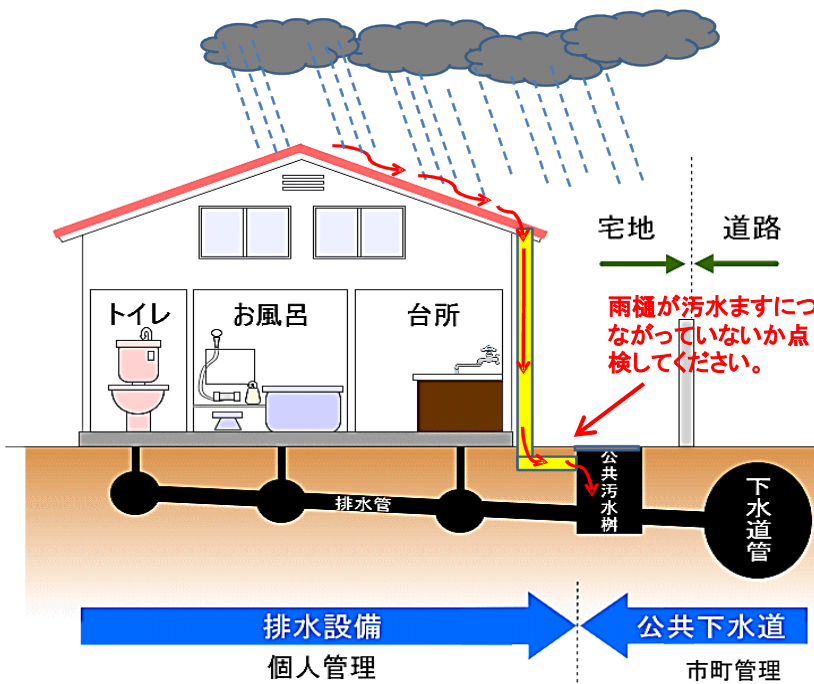 宅地
道路
雨樋が汚水ますにつ
ながっていないか点
検してください。
トイレ
お風呂
台所
排水管
公共汚水桝
下水道管
排水設備
公共下水道
個人管理
市町管理